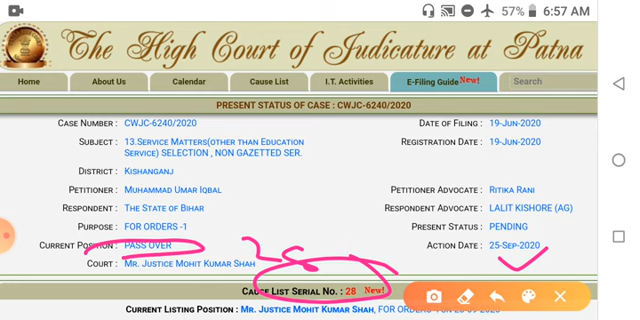 57% 6:57 AM
The High Court of Judicature at Patna
Home About Us Calendar Cause List I.T. Activities E-Filing Guide New! Search
PRESENT STATUS OF CASE : CWJC-6240/2020
CASE NUMBER : CWJC-6240/2020 DATE OF FILING : 19-JUN-2020
SUBJECT : 13.SERVICE MATTERS(OTHER THAN EDUCATION REGISTRATION DATE : 19-JUN-2020
SERVICE) SELECTION , NON GAZETTED SER.
DISTRICT : KISHANGANJ
PETITIONER : MUHAMMAD UMAR IQBAL PETITIONER ADVOCATE : RITIKA RANI
RESPONDENT : THE STATE OF BIHAR RESPONDENT ADVOCATE : LALIT KISHORE (AG)
PURPOSE : FOR ORDERS -1 PRESENT STATUS : PENDING
CURRENT POSITION : PASS OVER ACTION DATE : 25-SEP-2020
COURT : MR. JUSTICE MOHIT KUMAR SHAH
28
CAUSE LIST SERIAL NO. : 28 New!
CURRENT LISTING POSITION : MR. JUSTICE MOHIT KUMAR SHAH, FOR ORDERS